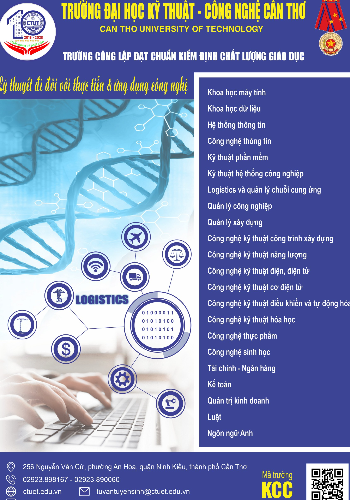 TRƯỜNG ĐẠI HỌC KỸ THUẬT - CÔNG NGHỆ CẦN THƠ
CAN THO UNIVERSITY OF TECHNOLOGY
TRƯỜNG CÔNG LẬP ĐẠT CHUẨN KIỂM ĐỊNH CHẤT LƯỢNG GIÁO DỤC
Lý thuyết đi đôi với thực tiễn & ứng dụng công nghệ
Khoa học máy tính
Khoa học dữ liệu
Hệ thống thông tin
Công nghệ thông tin
Kỹ thuật phần mềm
Kỹ thuật hệ thống công nghiệp
Logistics và quản lý chuỗi cung ứng
Quản lý công nghiệp
Quản lý xây dựng
Công nghệ kỹ thuật công trình xây dựng
Công nghệ kỹ thuật năng lượng
Công nghệ kỹ thuật điện, điện tử
Công nghệ kỹ thuật cơ điện tử
Công nghệ kỹ thuật điều khiển và tự động hóa
Công nghệ kỹ thuật hóa học
Công nghệ thực phẩm
Công nghệ sinh học
Tài chính - Ngân hàng
Kế toán
Quản trị kinh doanh
Luật
Ngôn ngữ Anh
LOGISTICS
01000011
01010100
01010101
01010100
$
256 Nguyễn Văn Cừ, phường An Hòa, quận Ninh Kiều, thành phố Cần Thơ
02923.898167 - 02923.890060
ctuet.edu.vn
tuvantuyensinh@ctuet.edu.vn
Mã trường
KCC